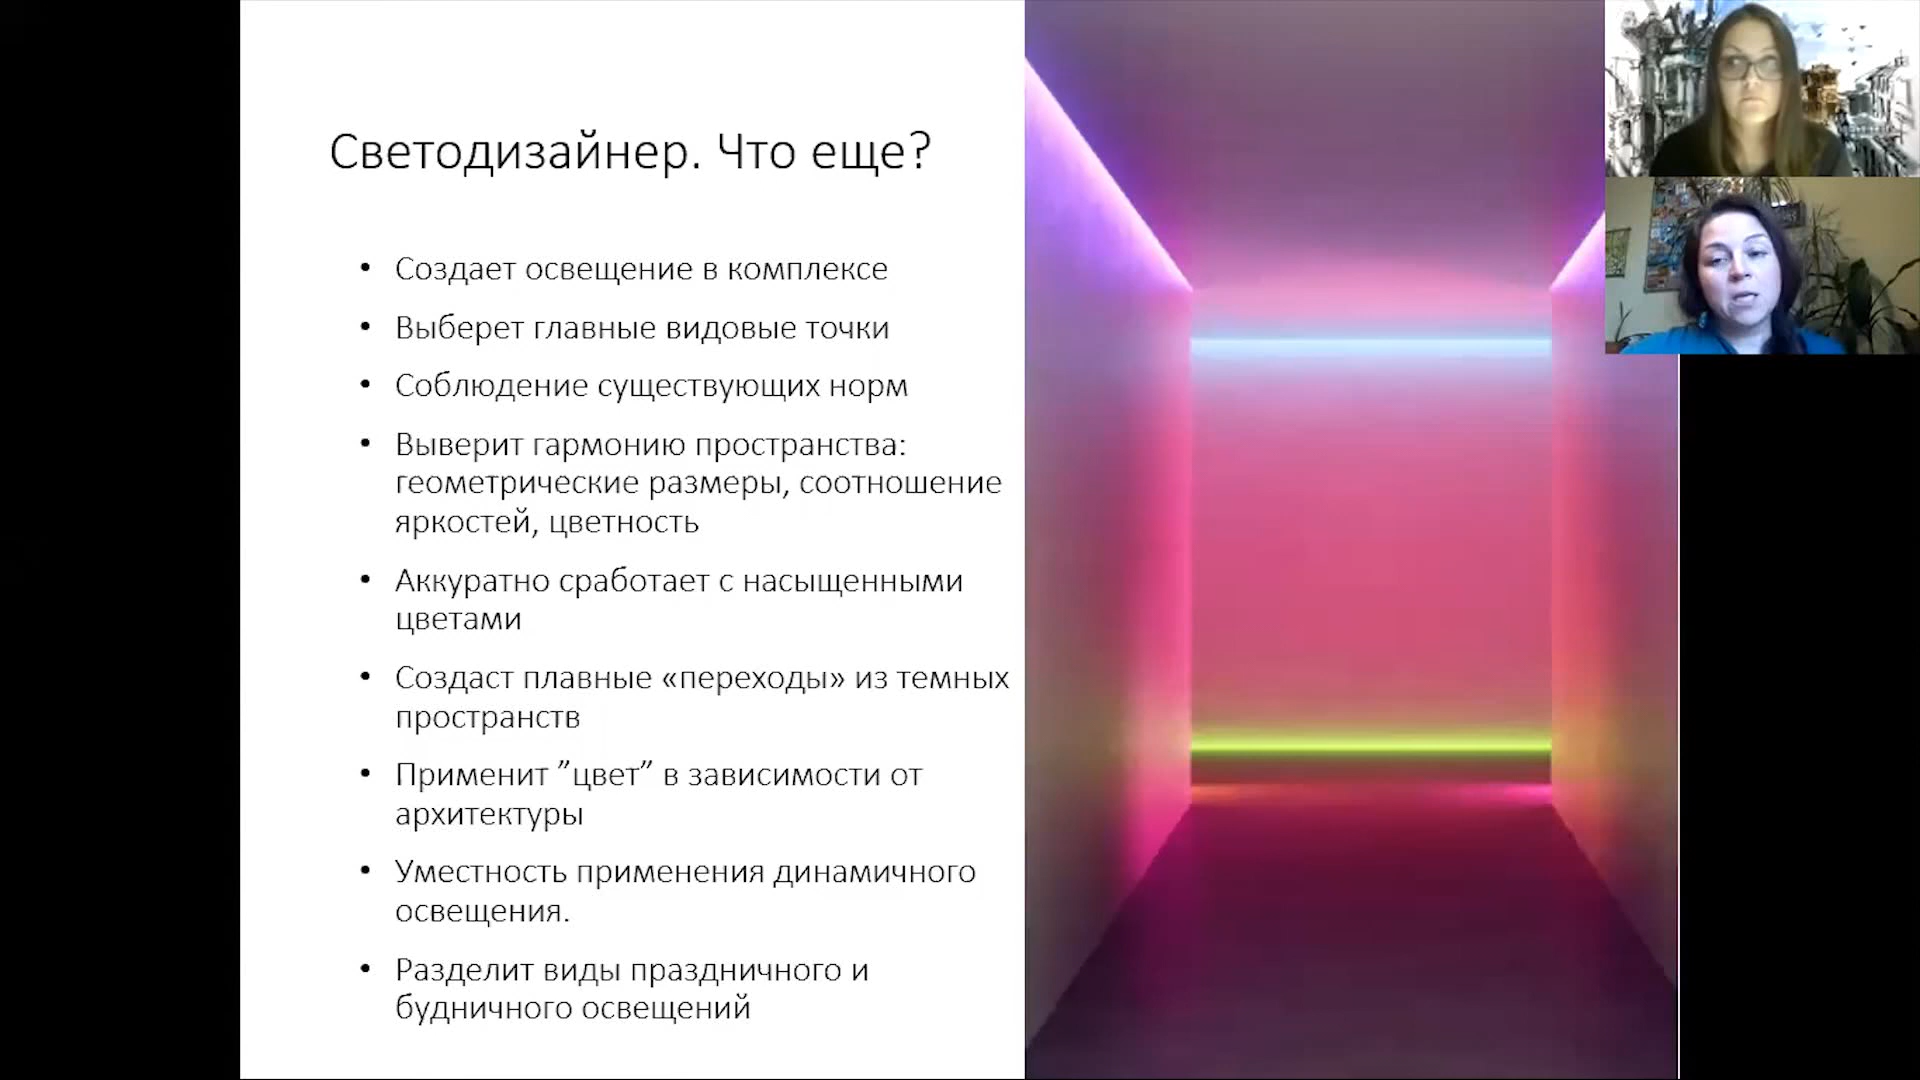 Светодизайнер. Что еще?
• Создает освещение в комплексе
• Выберет главные видовые точки
• Соблюдение существующих норм
• Выверит гармонию пространства:
геометрические размеры, соотношение
яркостей, цветность
• Аккуратно сработает с насыщенными
цветами
• Создаст плавные «переходы» из темных
пространств
• Применит ”цвет” в зависимости от
архитектуры
• Уместность применения динамичного
освещения.
• Разделит виды праздничного и
будничного освещений